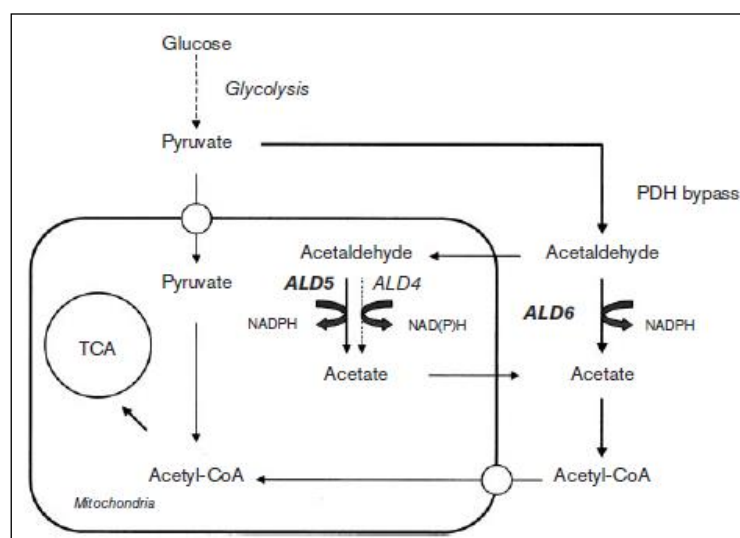 Glucose
Glycolysis
Pyruvate
PDH bypass
Acetaldehyde
Acetaldehyde
Pyruvate
ALD5 ALD4
ALD6
NADPH
NAD(P)H
NADPH
TCA
Acetate
Acetate
Acetyl-CoA
Acetyl-CoA
Mitochondria